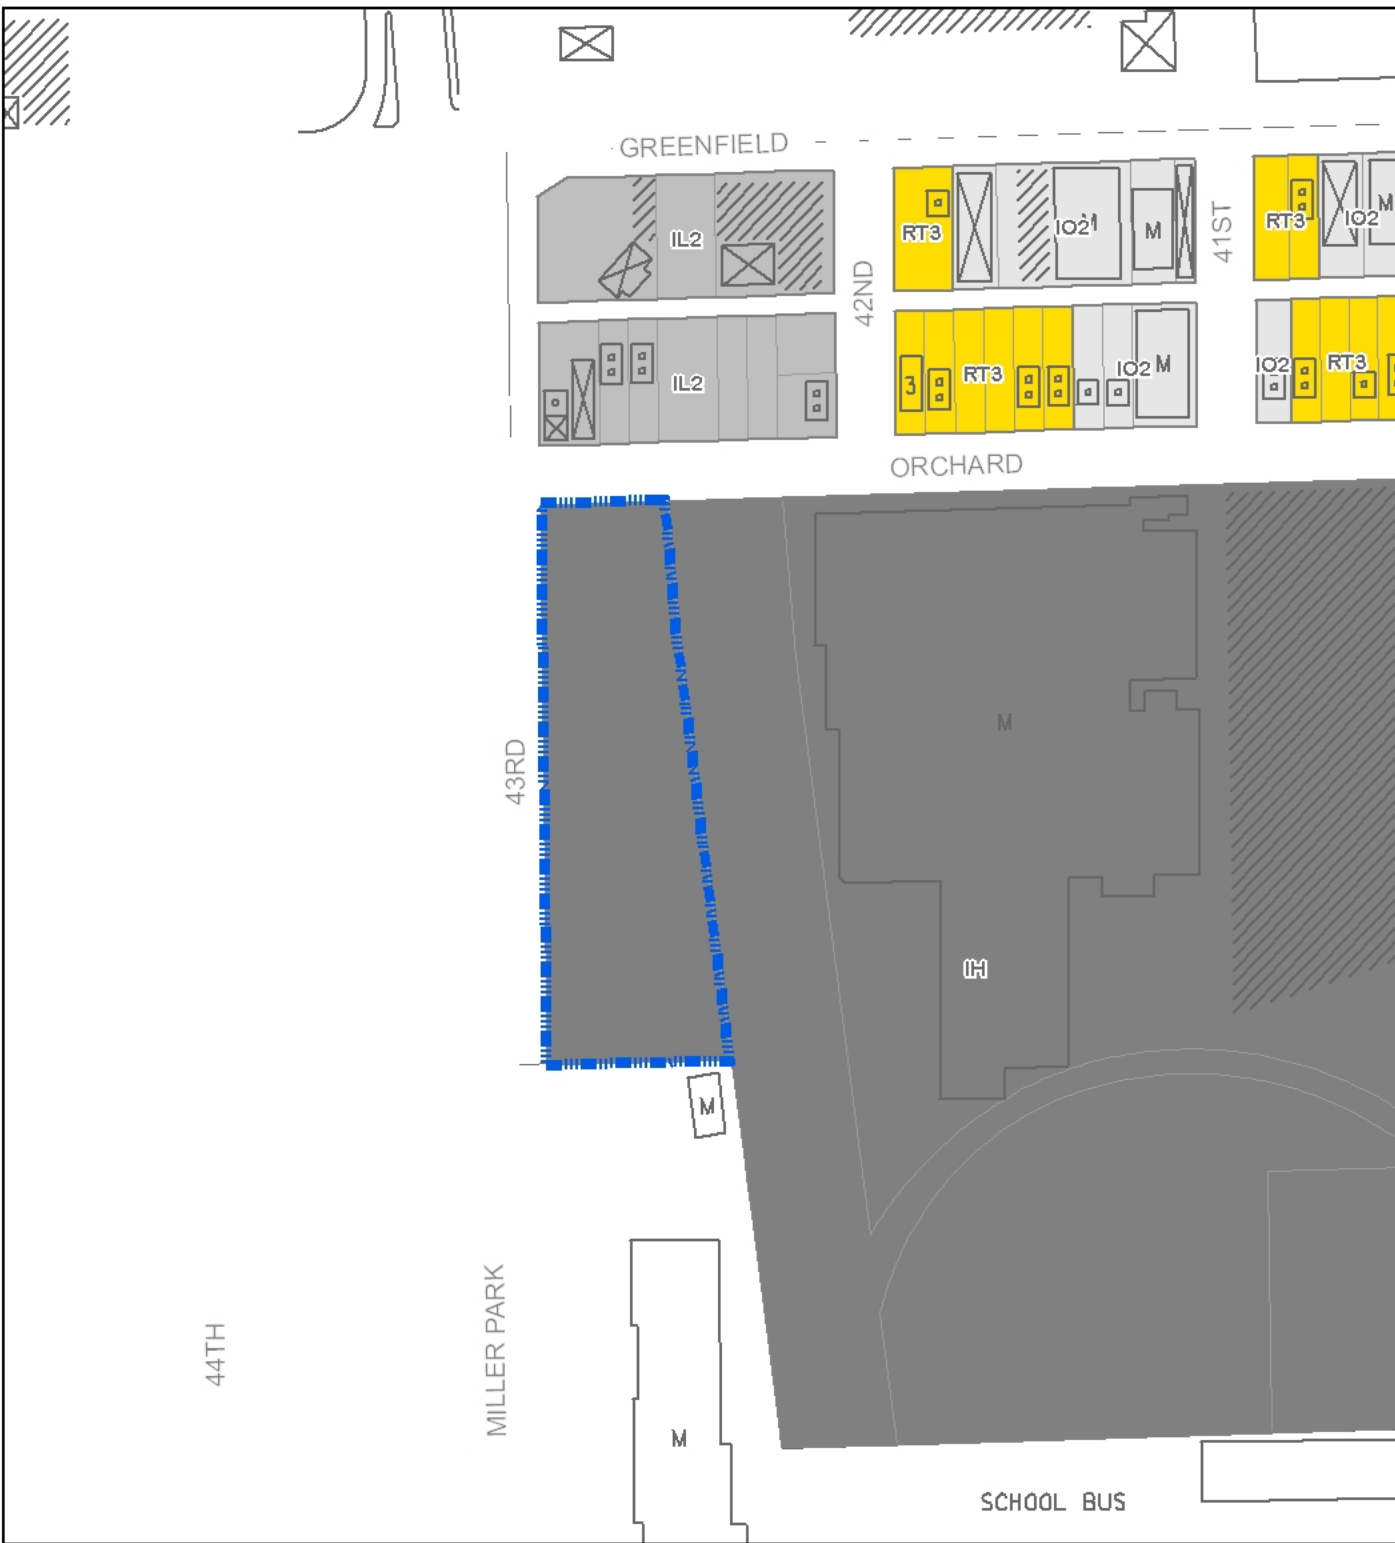 GREENFIELD
IL2
RT3
IO2
M
M
41ST
RT3
IO2
M
42ND
IL2
3
RT3
IO2
M
IO2
RT3
ORCHARD
43RD
M
IH
M
MILLER PARK
44TH
M
SCHOOL BUS